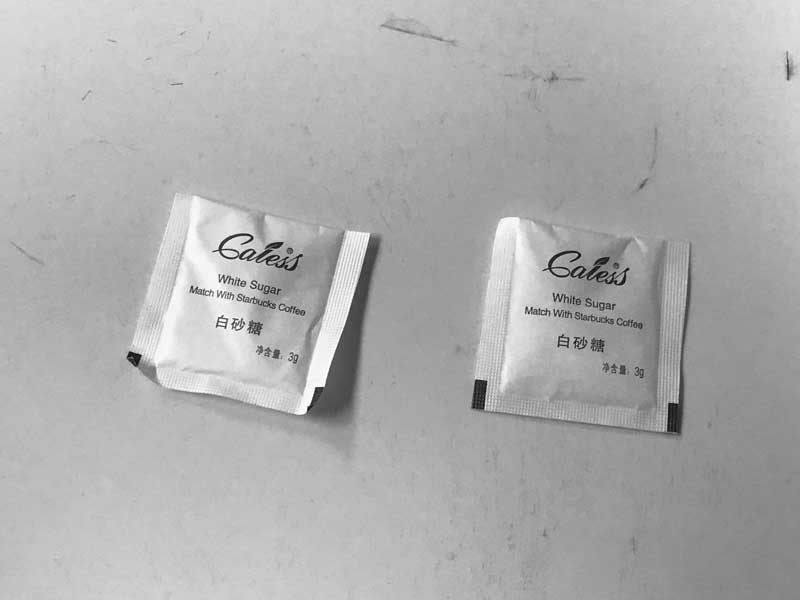 Caless®
White Sugar
Match With Starbucks Coffee
白砂糖
净含量：3g
Caless®
White Sugar
Match With Starbucks Coffee
白砂糖
净含量：3g